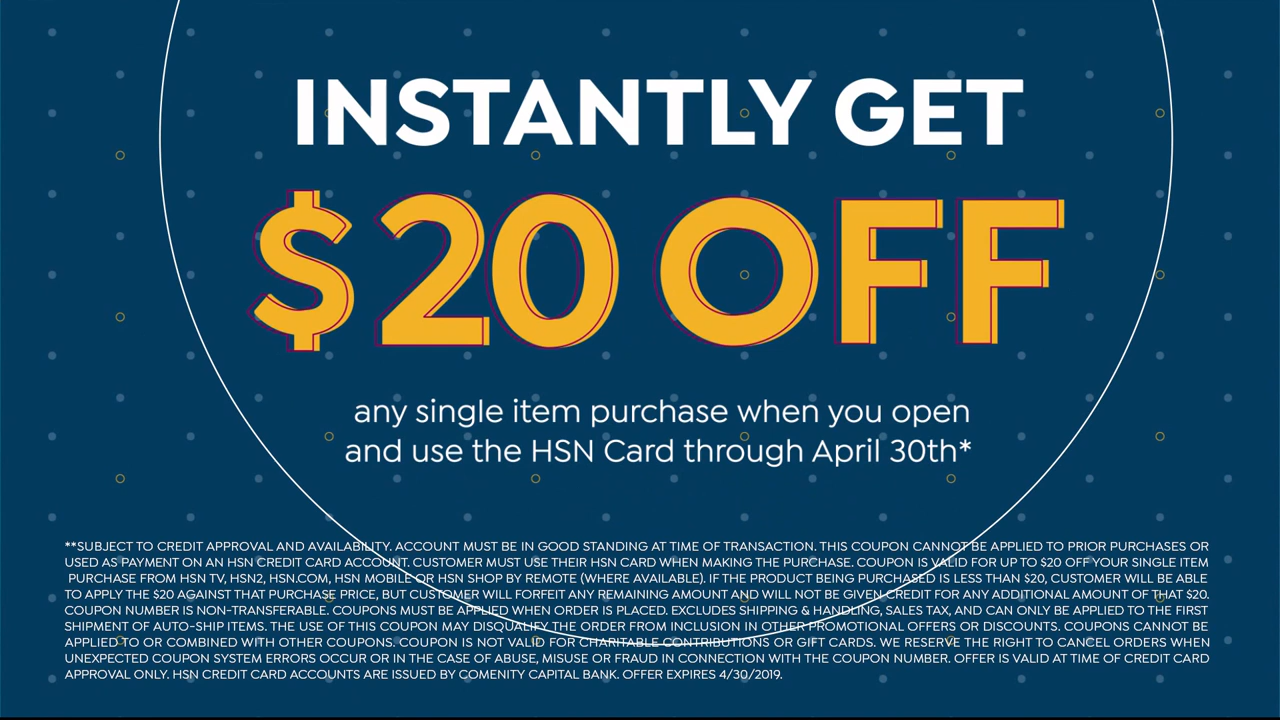 INSTANTLY GET
$20 OFF
any single item purchase when you open
and use the HSN Card through April 30th*
**SUBJECT TO CREDIT APPROVAL AND AVAILABILITY. ACCOUNT MUST BE IN GOOD STANDING AT TIME OF TRANSACTION. THIS COUPON CANNOT BE APPLIED TO PRIOR PURCHASES OR
USED AS PAYMENT ON AN HSN CREDIT CARD ACCOUNT. CUSTOMER MUST USE THEIR HSN CARD WHEN MAKING THE PURCHASE. COUPON IS VALID FOR UP TO $20 OFF YOUR SINGLE ITEM
PURCHASE FROM HSN TV, HSN2, HSN.COM, HSN MOBILE OR HSN SHOP BY REMOTE (WHERE AVAILABLE). IF THE PRODUCT BEING PURCHASED IS LESS THAN $20, CUSTOMER WILL BE ABLE
TO APPLY THE $20 AGAINST THAT PURCHASE PRICE, BUT CUSTOMER WILL FORFEIT ANY REMAINING AMOUNT AND WILL NOT BE GIVEN CREDIT FOR ANY ADDITIONAL AMOUNT OF THAT $20.
COUPON NUMBER IS NON-TRANSFERABLE. COUPONS MUST BE APPLIED WHEN ORDER IS PLACED. EXCLUDES SHIPPING & HANDLING, SALES TAX, AND CAN ONLY BE APPLIED TO THE FIRST
SHIPMENT OF AUTO-SHIP ITEMS. THE USE OF THIS COUPON MAY DISQUALIFY THE ORDER FROM INCLUSION IN OTHER PROMOTIONAL OFFERS OR DISCOUNTS. COUPONS CANNOT BE
APPLIED TO OR COMBINED WITH OTHER COUPONS. COUPON IS NOT VALID FOR CHARITABLE CONTRIBUTIONS OR GIFT CARDS. WE RESERVE THE RIGHT TO CANCEL ORDERS WHEN
UNEXPECTED COUPON SYSTEM ERRORS OCCUR OR IN THE CASE OF ABUSE, MISUSE OR FRAUD IN CONNECTION WITH THE COUPON NUMBER. OFFER IS VALID AT TIME OF CREDIT CARD
APPROVAL ONLY. HSN CREDIT CARD ACCOUNTS ARE ISSUED BY COMENITY CAPITAL BANK. OFFER EXPIRES 4/30/2019.